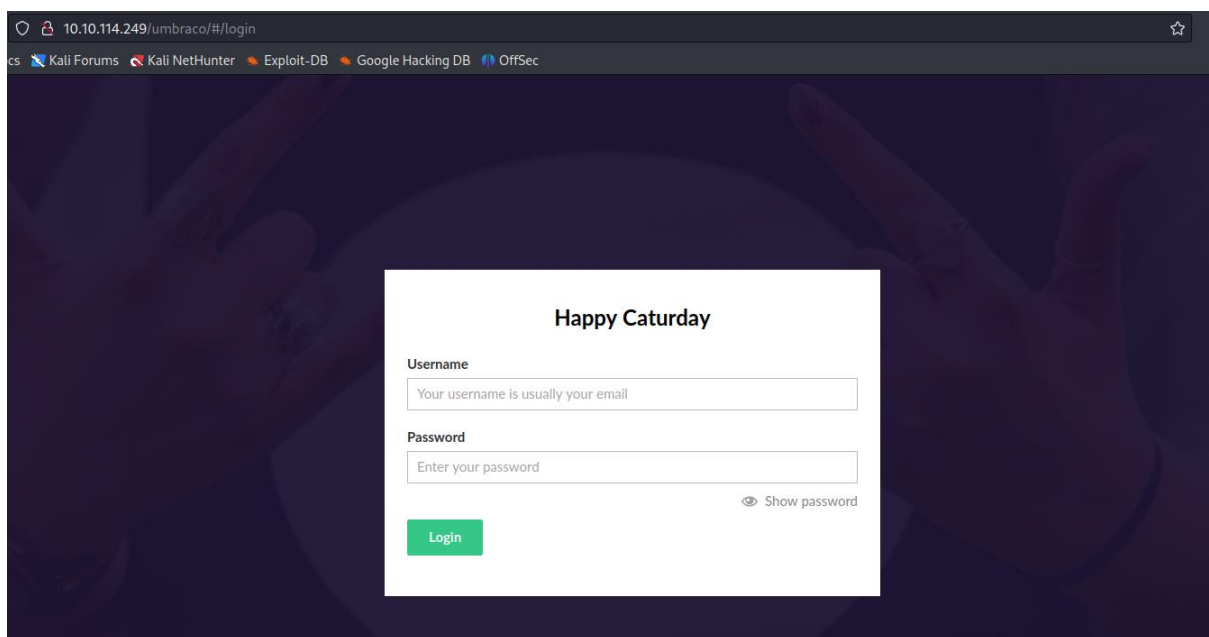 10.10.114.249/umbraco/#/login
cs Kali Forums Kali NetHunter Exploit-DB Google Hacking DB OffSec
Happy Caturday
Username
Your username is usually your email
Password
Enter your password
Show password
Login